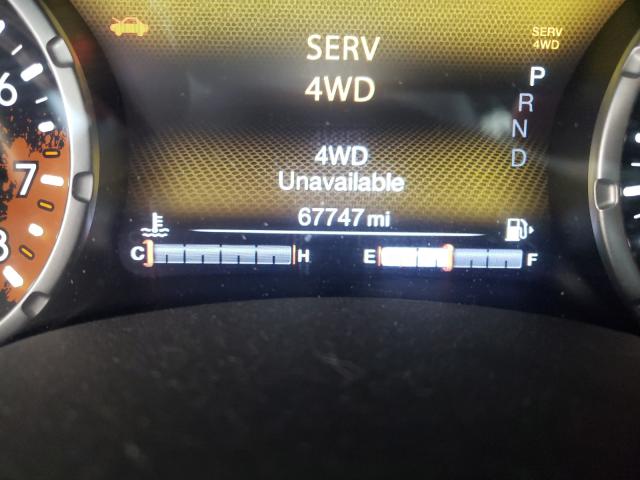 SERV
4WD
SERV
4WD
P
R
N
D
6
7
8
4WD
Unavailable
67747 mi
C H E F